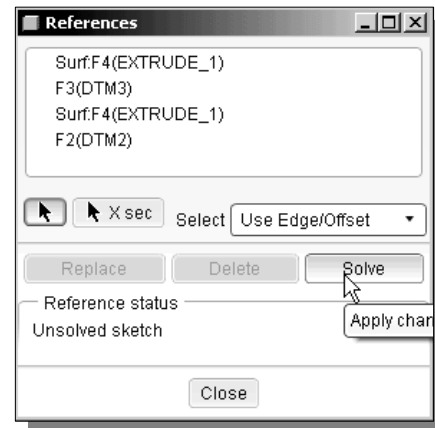 References
Surf:F4(EXTRUDE_1)
F3(DTM3)
Surf:F4(EXTRUDE_1)
F2(DTM2)
X sec Select Use Edge/Offset
Replace Delete Solve
Reference status
Unsolved sketch
Apply chan
Close